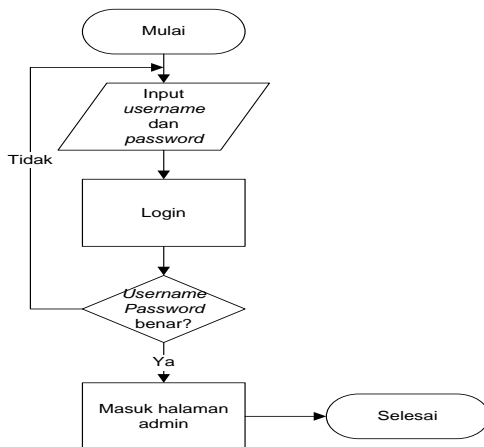 Mulai
Input
username
dan
password
Tidak
Login
Username
Password
benar?
Ya
Masuk halaman
admin
Selesai